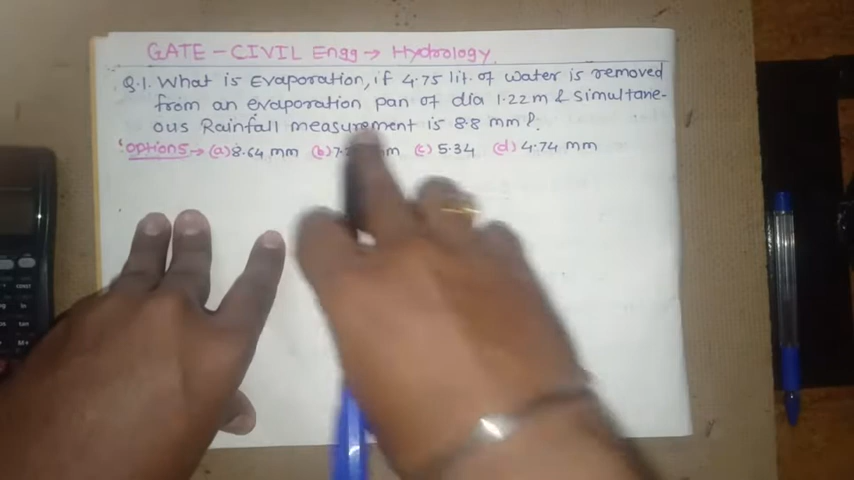 GATE - CIVIL Engg → Hydrology
Q.1. What is Evaporation, if 4.75 lit. of water is removed
from an evaporation pan of dia 1.22m & simultane-
ous Rainfall measurement is 8.8 mm?.
'options → (a) 8.64 mm (b) 7. m (c) 5.34 (d) 4.74 mm